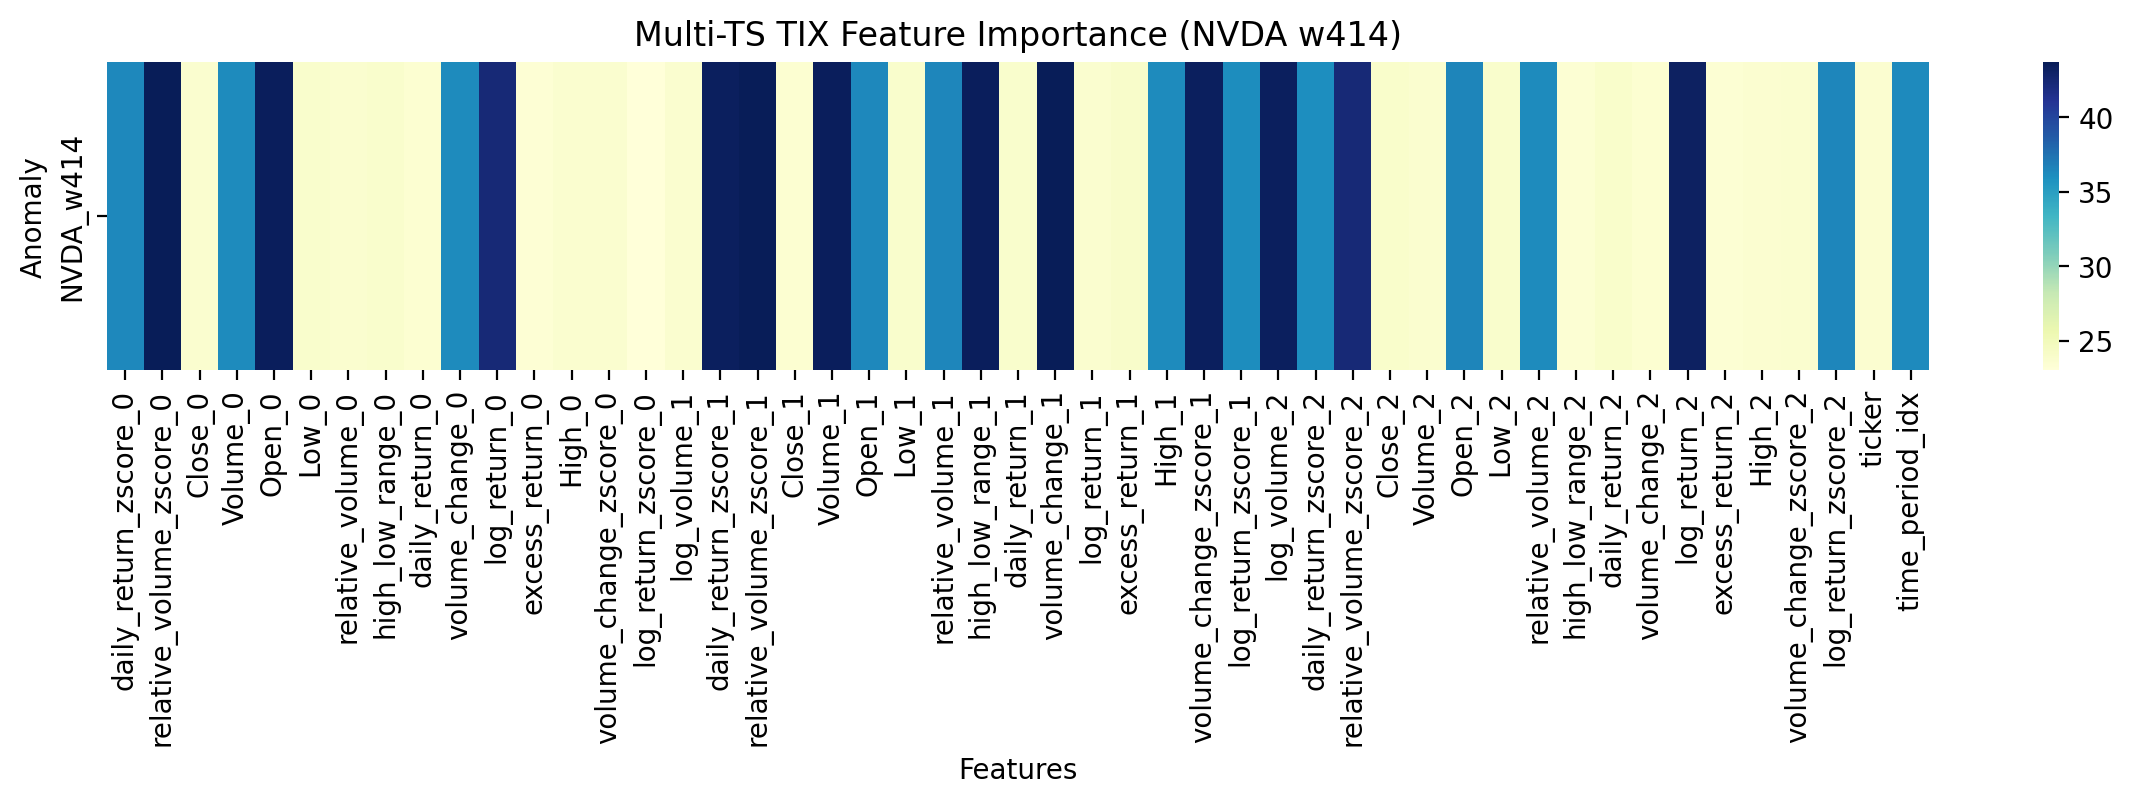 Multi-TS TIX Feature Importance (NVDA w414)
Anomaly
NVDA_w414
40
35
30
25
daily_return_zscore_0
relative_volume_zscore_0
Close_0
Volume_0
Open_0
Low_0
relative_volume_0
high_low_range_0
daily_return_0
volume_change_0
log_return_0
excess_return_0
High_0
volume_change_zscore_0
log_return_zscore_0
log_volume_1
daily_return_zscore_1
relative_volume_zscore_1
Close_1
Volume_1
Open_1
Low_1
relative_volume_1
high_low_range_1
daily_return_1
volume_change_1
log_return_1
excess_return_1
High_1
volume_change_zscore_1
log_return_zscore_1
log_volume_2
daily_return_zscore_2
relative_volume_zscore_2
Close_2
Volume_2
Open_2
Low_2
relative_volume_2
high_low_range_2
daily_return_2
volume_change_2
log_return_2
excess_return_2
High_2
volume_change_zscore_2
log_return_zscore_2
ticker
time_period_idx
Features